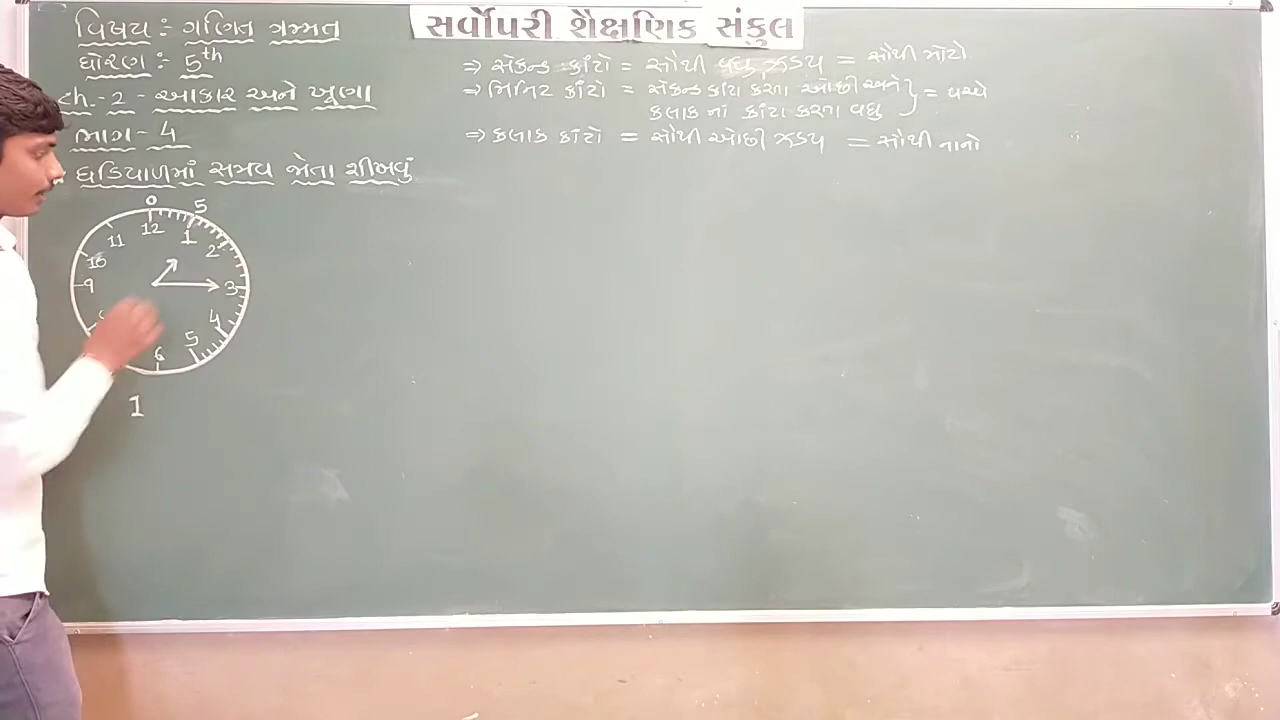 સર્વોપરી શૈક્ષણિક સંકુલ
વિષય : ગણિત ગમ્મત
ધોરણ : 5th
ch.-2 - આકાર અને ખૂણા
ભાગ - 4
ઘડિયાળમાં સમય જોતા શીખવું
⇒ સેકન્ડ કાંટો = સૌથી વધુ ઝડપ = સૌથી મોટો
⇒ મિનિટ કાંટો = સેકન્ડ કાંટા કરતા ઓછી અને } = વચ્ચે
કલાક નાં કાંટા કરતા વધુ
⇒ કલાક કાંટો = સૌથી ઓછી ઝડપ = સૌથી નાનો
0 5
12 1 2 3 4 5 6 9 10 11
1